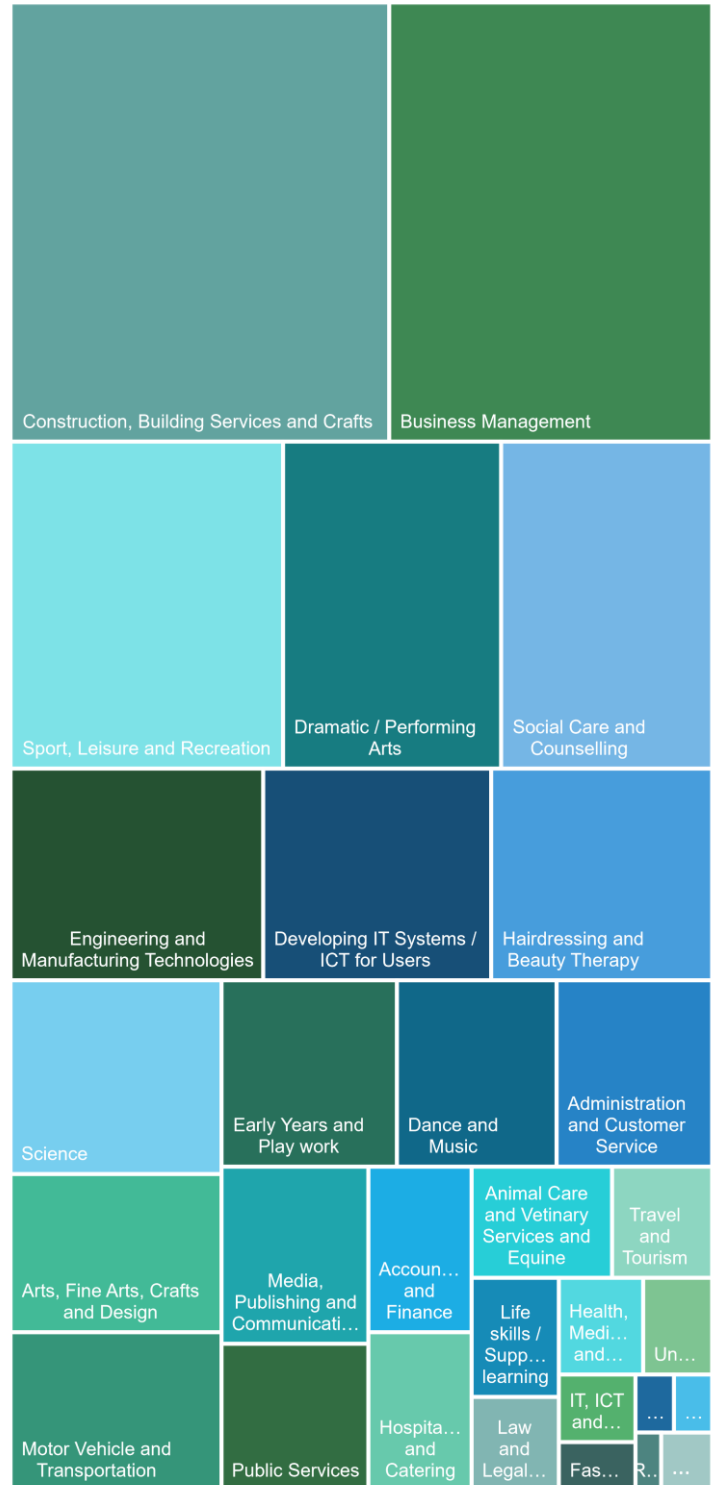 Construction, Building Services and Crafts
Business Management
Sport, Leisure and Recreation
Dramatic / Performing
Arts
Social Care and
Counselling
Engineering and
Manufacturing Technologies
Developing IT Systems /
ICT for Users
Hairdressing and
Beauty Therapy
Science
Early Years and
Play work
Dance and
Music
Administration
and Customer
Service
Arts, Fine Arts, Crafts
and Design
Media,
Publishing and
Communicati…
Accoun…
and
Finance
Animal Care
and Vetinary
Services and
Equine
Travel
and
Tourism
Life
skills /
Supp…
learning
Health,
Medi…
and…
Un…
Motor Vehicle and
Transportation
Public Services
Hospita…
and
Catering
Law
and
Legal…
IT, ICT
and…
…
…
Fas…
R…
…